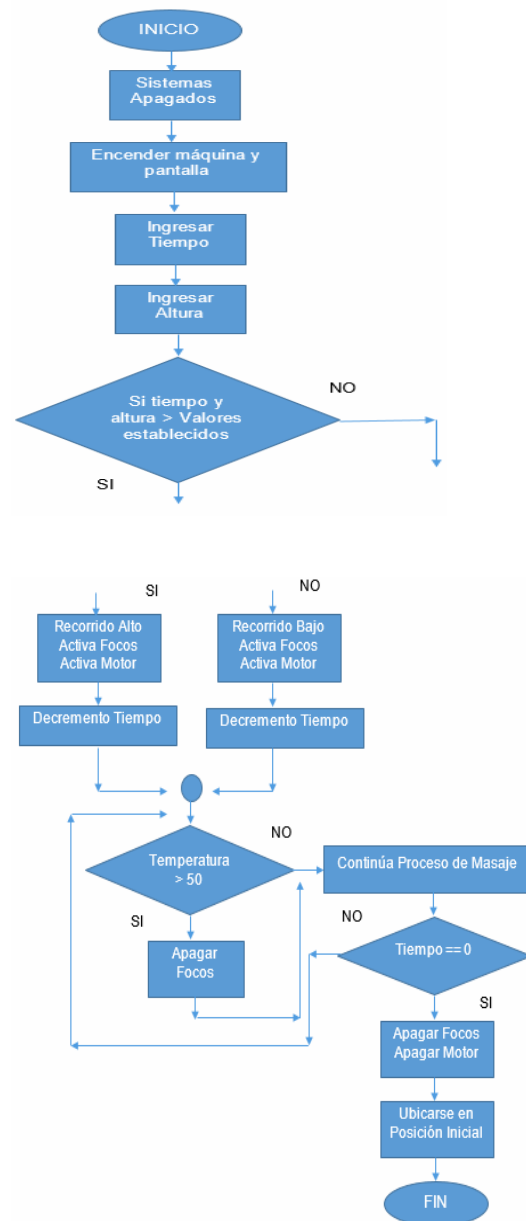 INICIO
Sistemas
Apagados
Encender máquina y
pantalla
Ingresar
Tiempo
Ingresar
Altura
Si tiempo y
altura > Valores
establecidos
NO
SI
SI
NO
Recorrido Alto
Activa Focos
Activa Motor
Recorrido Bajo
Activa Focos
Activa Motor
Decremento Tiempo
Decremento Tiempo
NO
Temperatura
> 50
Continúa Proceso de Masaje
SI
NO
Apagar
Focos
Tiempo == 0
SI
Apagar Focos
Apagar Motor
Ubicarse en
Posición Inicial
FIN